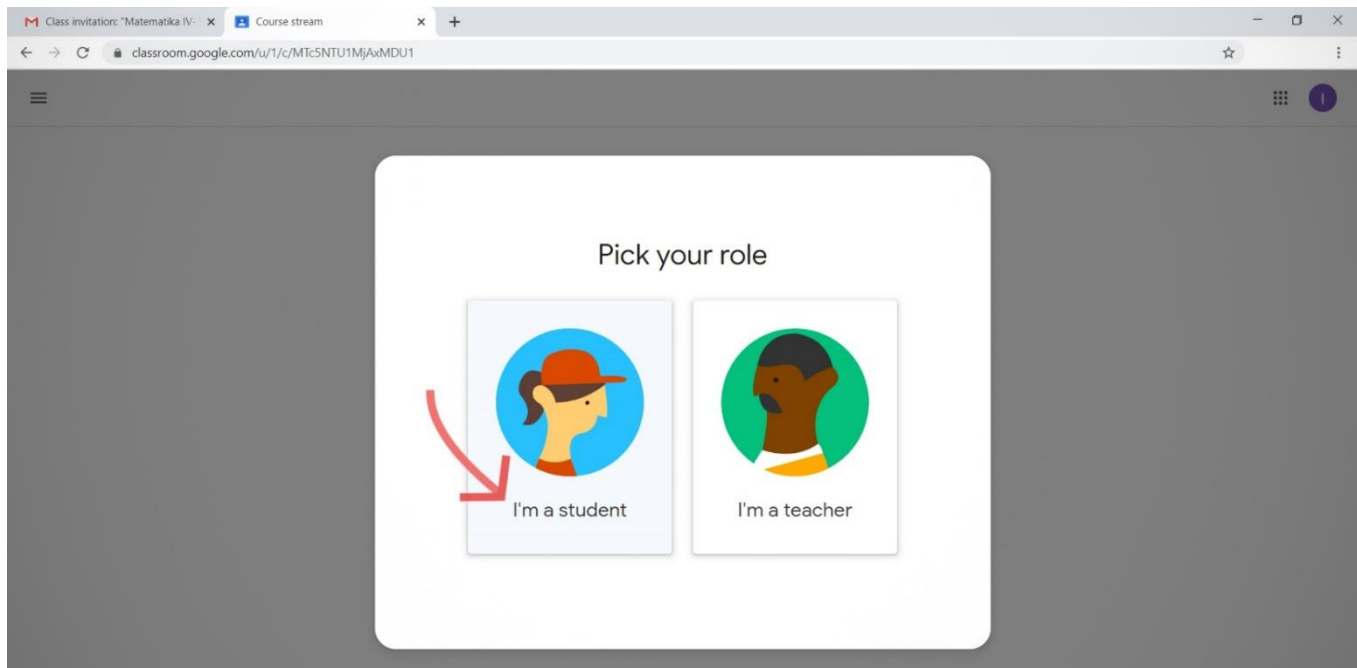 Class invitation: "Matematika IV-
Course stream
classroom.google.com/u/1/c/MTc5NTU1MjAxMDU1
I
Pick your role
I'm a student
I'm a teacher